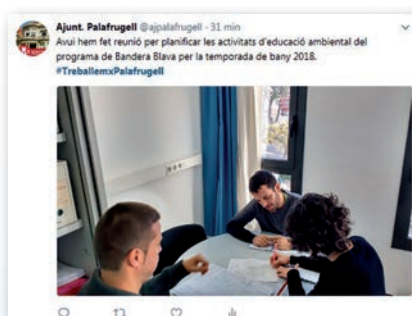 Ajunt. Palafrugell @ajpalafrugell · 31 min
Avui hem fet reunió per planificar les activitats d'educació ambiental del
programa de Bandera Blava per la temporada de bany 2018.
#TreballemxPalafrugell